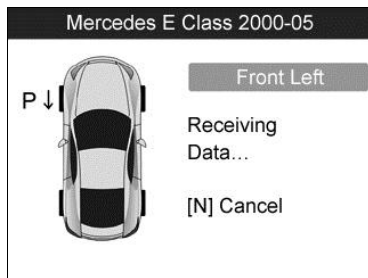 Mercedes E Class 2000-05
Front Left
P ↓
Receiving
Data...
[N] Cancel